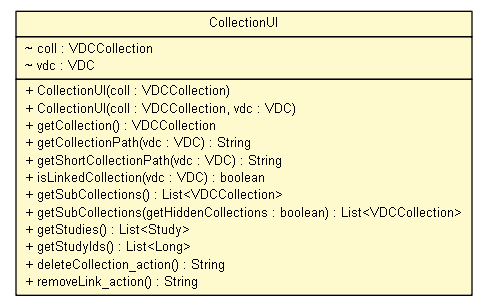 CollectionUI
~ coll : VDCCollection
~ vdc : VDC
+ CollectionUI(coll : VDCCollection)
+ CollectionUI(coll : VDCCollection, vdc : VDC)
+ getCollection() : VDCCollection
+ getCollectionPath(vdc : VDC) : String
+ getShortCollectionPath(vdc : VDC) : String
+ isLinkedCollection(vdc : VDC) : boolean
+ getSubCollections() : List<VDCCollection>
+ getSubCollections(getHiddenCollections : boolean) : List<VDCCollection>
+ getStudies() : List<Study>
+ getStudyIds() : List<Long>
+ deleteCollection_action() : String
+ removeLink_action() : String